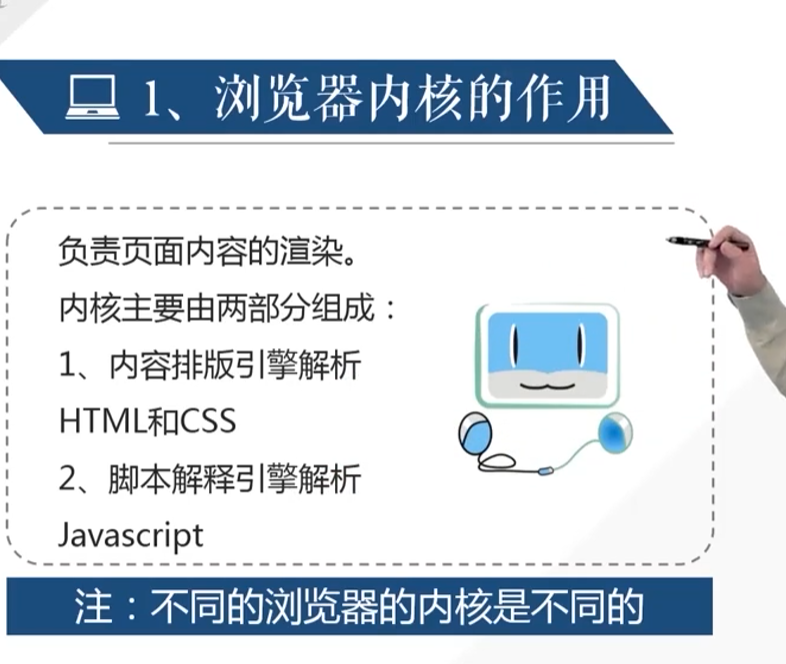 1、浏览器内核的作用
负责页面内容的渲染。
内核主要由两部分组成：
1、内容排版引擎解析
HTML和CSS
2、脚本解释引擎解析
Javascript
注：不同的浏览器的内核是不同的